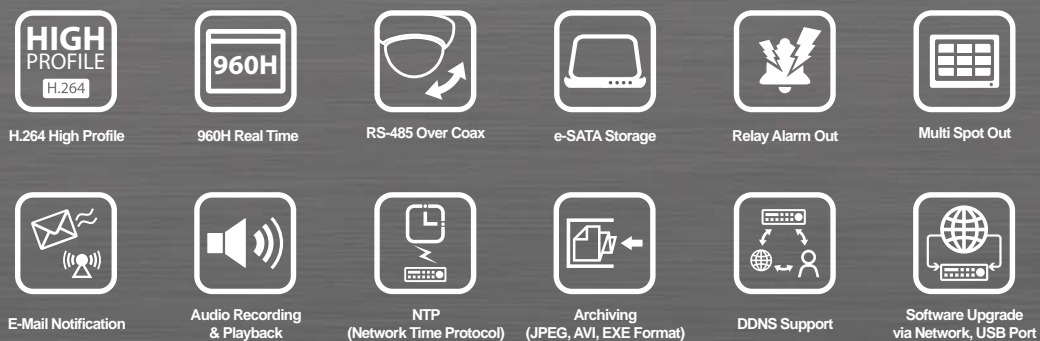 HIGH
PROFILE
H.264
960H
H.264 High Profile
960H Real Time
RS-485 Over Coax
e-SATA Storage
Relay Alarm Out
Multi Spot Out
E-Mail Notification
Audio Recording
& Playback
NTP
(Network Time Protocol)
Archiving
(JPEG, AVI, EXE Format)
DDNS Support
Software Upgrade
via Network, USB Port